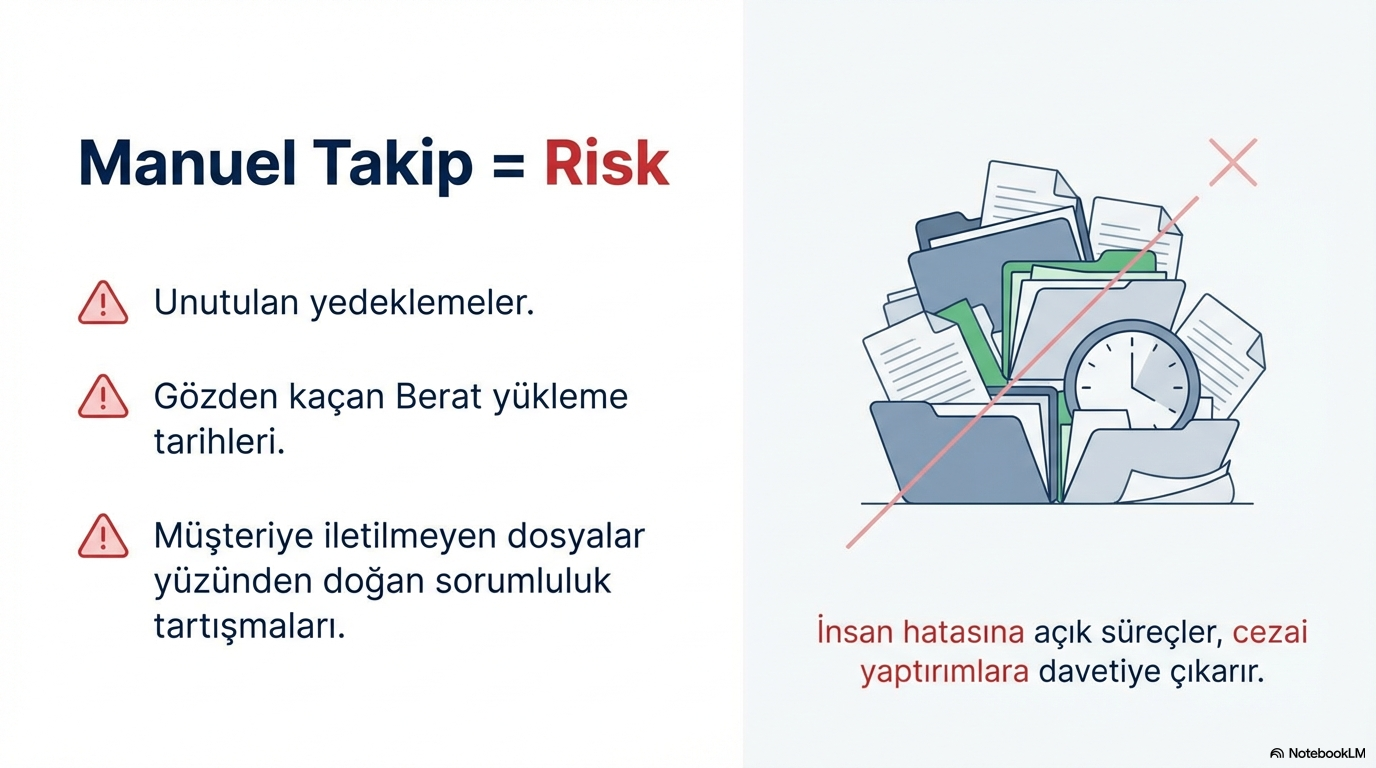 Manuel Takip = Risk
Unutulan yedeklemeler.
Gözden kaçan Berat yükleme
tarihleri.
Müşteriye iletilmeyen dosyalar
yüzünden doğan sorumluluk
tartışmaları.
İnsan hatasına açık süreçler, cezai
yaptırımlara davetiye çıkarır.
NotebookLM